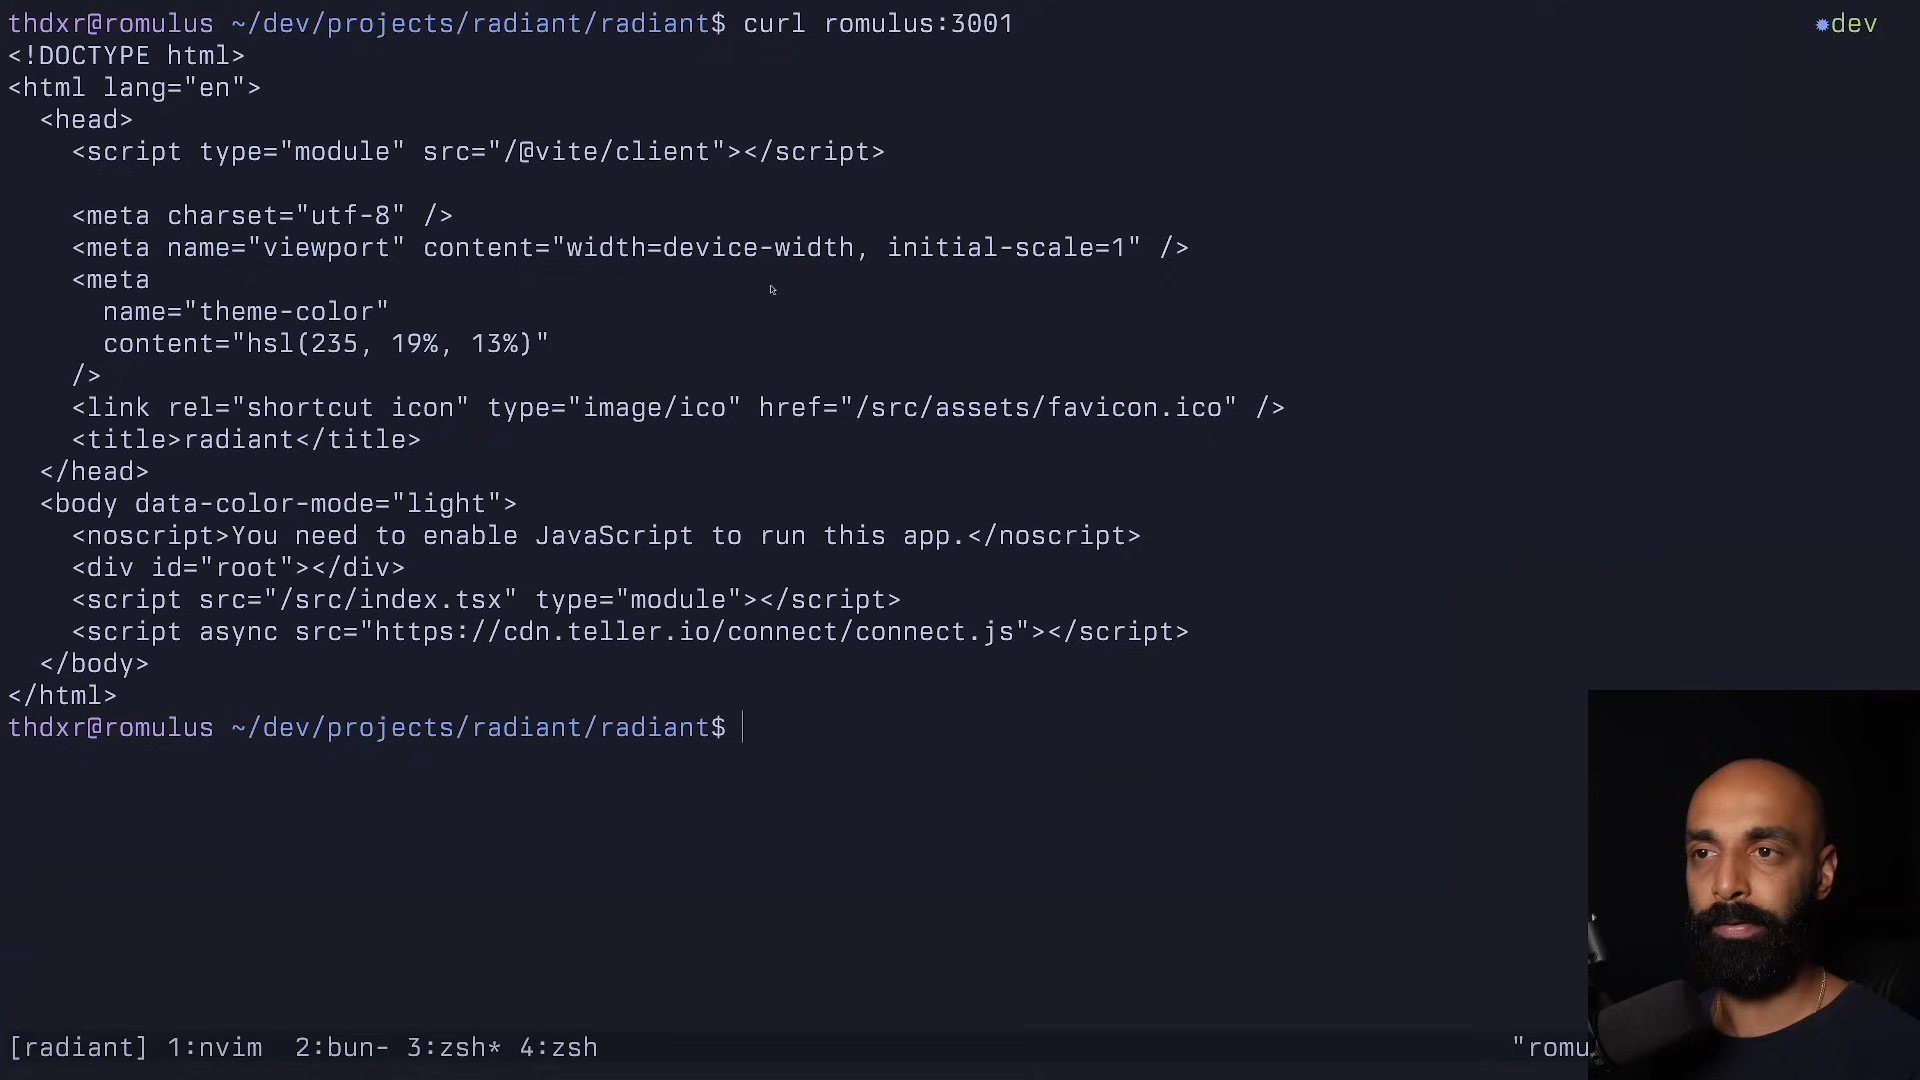 thdxr@romulus ~/dev/projects/radiant/radiant$ curl romulus:3001 ✹dev
<!DOCTYPE html>
<html lang="en">
  <head>
    <script type="module" src="/@vite/client"></script>

    <meta charset="utf-8" />
    <meta name="viewport" content="width=device-width, initial-scale=1" />
    <meta
      name="theme-color"
      content="hsl(235, 19%, 13%)"
    />
    <link rel="shortcut icon" type="image/ico" href="/src/assets/favicon.ico" />
    <title>radiant</title>
  </head>
  <body data-color-mode="light">
    <noscript>You need to enable JavaScript to run this app.</noscript>
    <div id="root"></div>
    <script src="/src/index.tsx" type="module"></script>
    <script async src="https://cdn.teller.io/connect/connect.js"></script>
  </body>
</html>
thdxr@romulus ~/dev/projects/radiant/radiant$
[radiant] 1:nvim 2:bun- 3:zsh* 4:zsh "romu